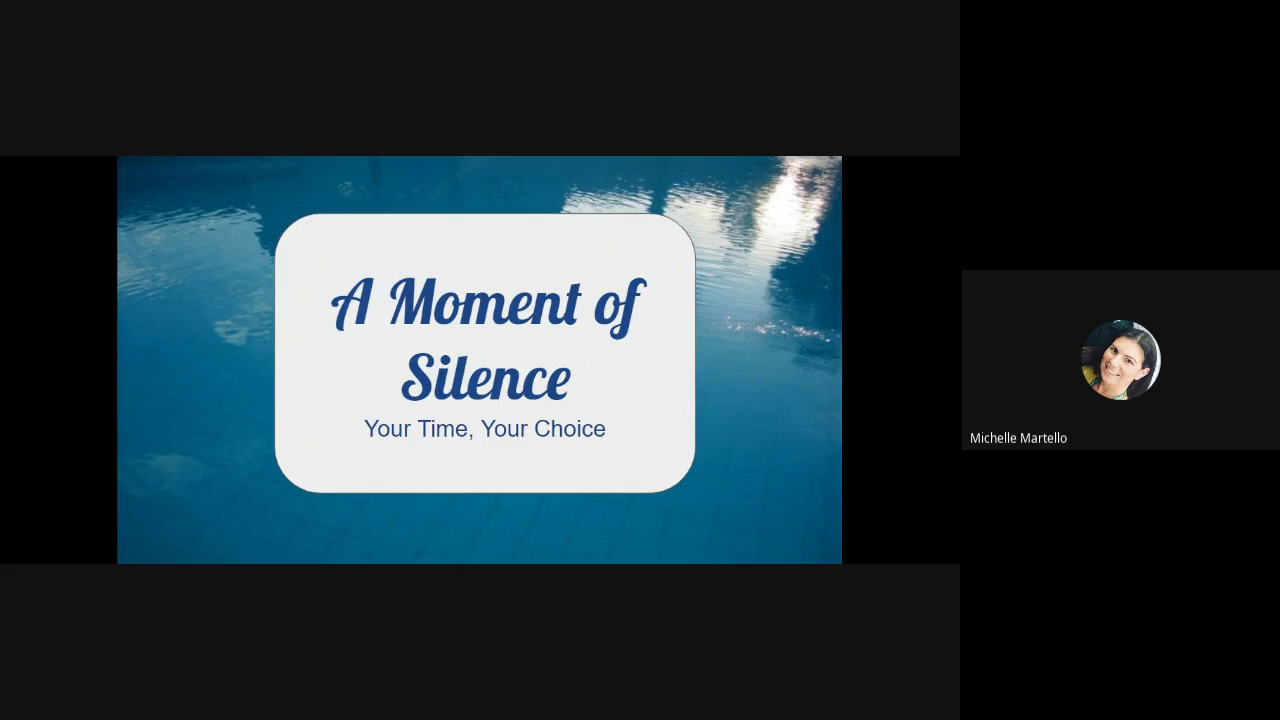 A Moment of
Silence
Your Time, Your Choice
Michelle Martello